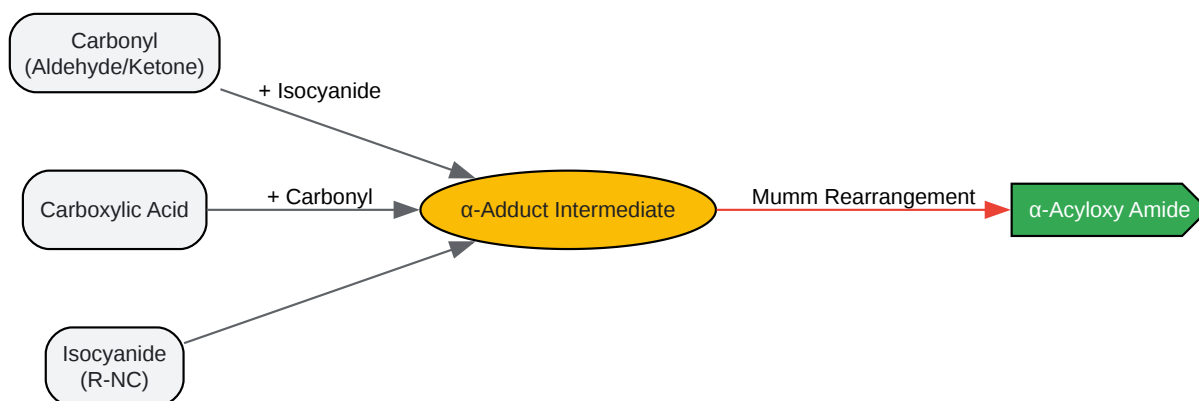 Carbonyl
(Aldehyde/Ketone)
+ Isocyanide
Carboxylic Acid
+ Carbonyl
α-Adduct Intermediate
Mumm Rearrangement
α-Acyloxy Amide
Isocyanide
(R-NC)